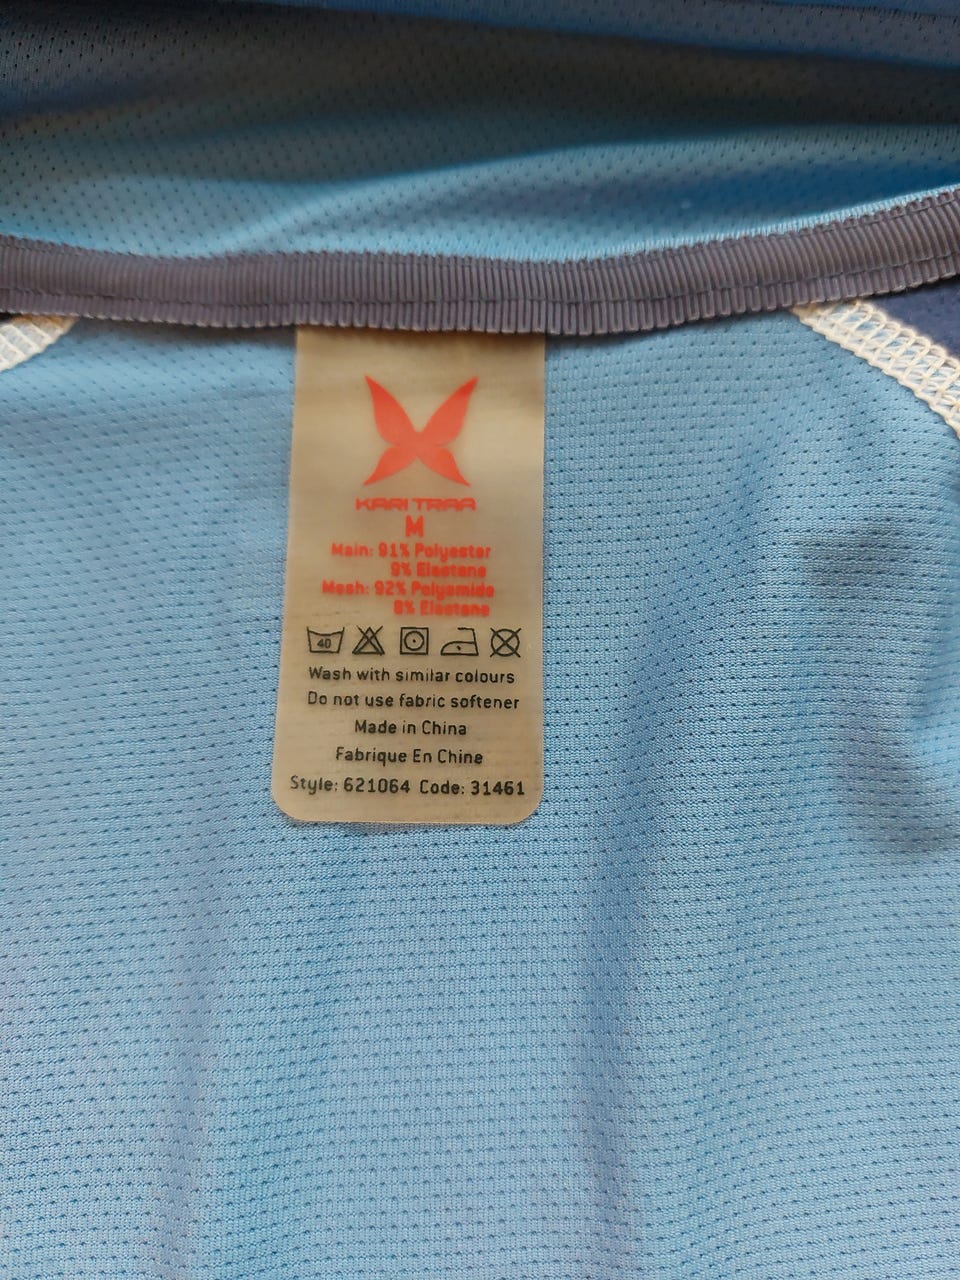 KARI TRAA
M
Main: 91% Polyester
9% Elastane
Mesh: 92% Polyamide
8% Elastane
40
Wash with similar colours
Do not use fabric softener
Made in China
Fabrique En Chine
Style: 621064 Code: 31461